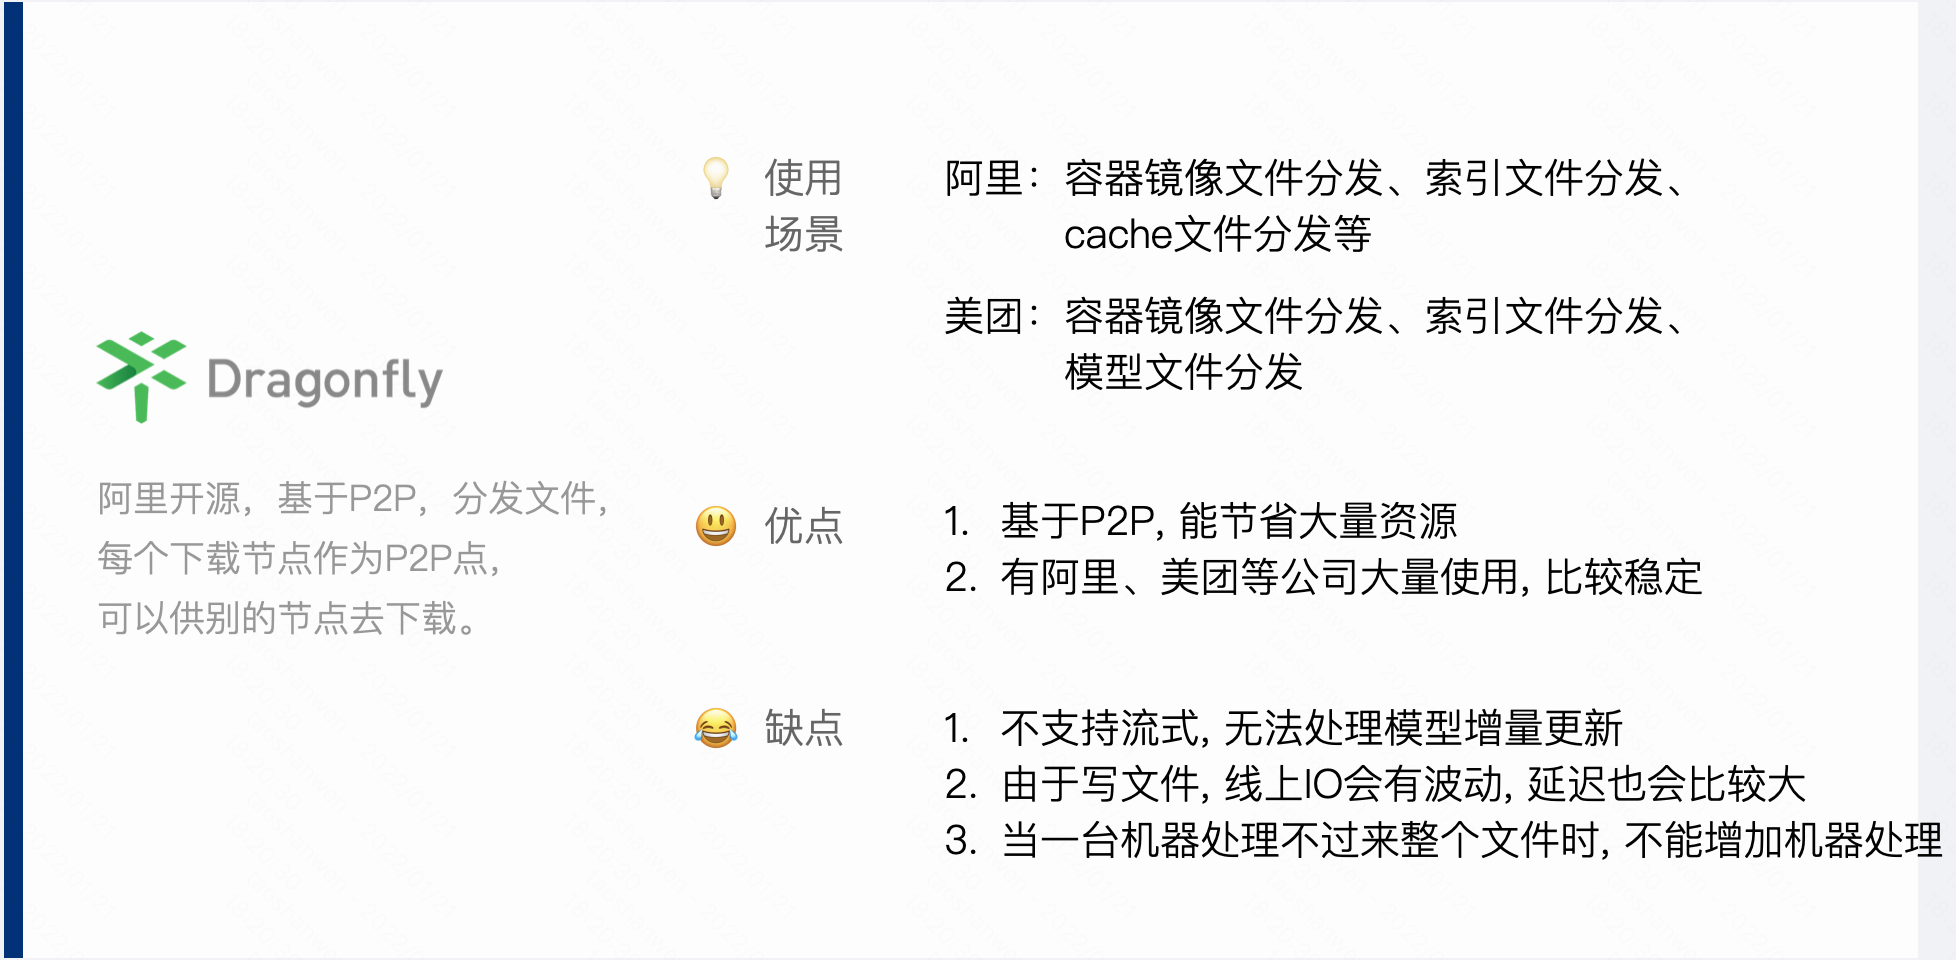 Dragonfly
阿里开源，基于P2P，分发文件，
每个下载节点作为P2P点，
可以供别的节点去下载。
使用
场景
阿里：容器镜像文件分发、索引文件分发、
cache文件分发等
美团：容器镜像文件分发、索引文件分发、
模型文件分发
优点
1. 基于P2P, 能节省大量资源
2. 有阿里、美团等公司大量使用, 比较稳定
缺点
1. 不支持流式, 无法处理模型增量更新
2. 由于写文件, 线上IO会有波动, 延迟也会比较大
3. 当一台机器处理不过来整个文件时, 不能增加机器处理